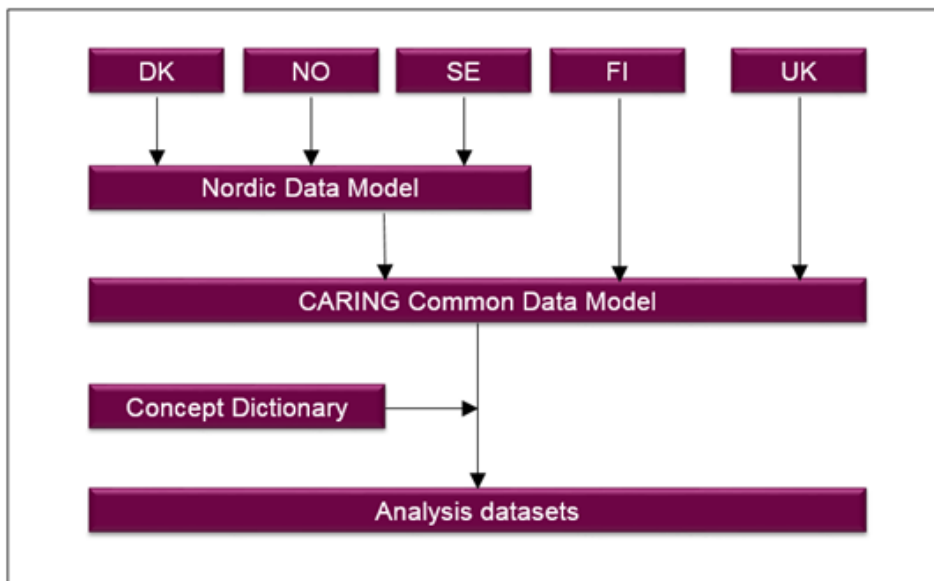 DK
NO
SE
FI
UK
Nordic Data Model
CARING Common Data Model
Concept Dictionary
Analysis datasets